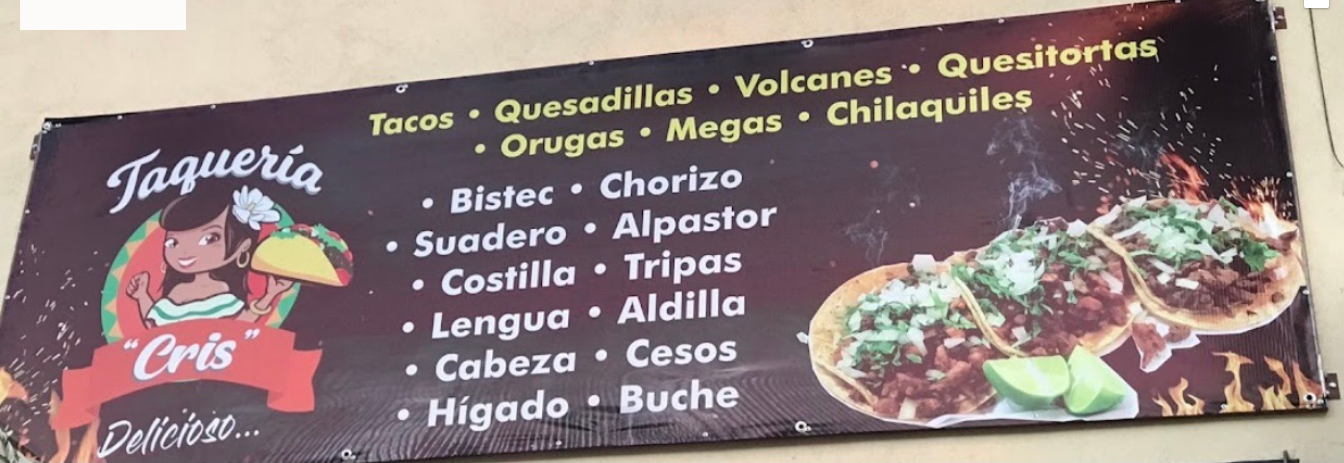 Taquería
"Cris"
Delicioso...
Tacos • Quesadillas • Volcanes • Quesitortas
• Orugas • Megas • Chilaquiles
• Bistec • Chorizo
• Suadero • Alpastor
• Costilla • Tripas
• Lengua • Aldilla
• Cabeza • Cesos
• Hígado • Buche